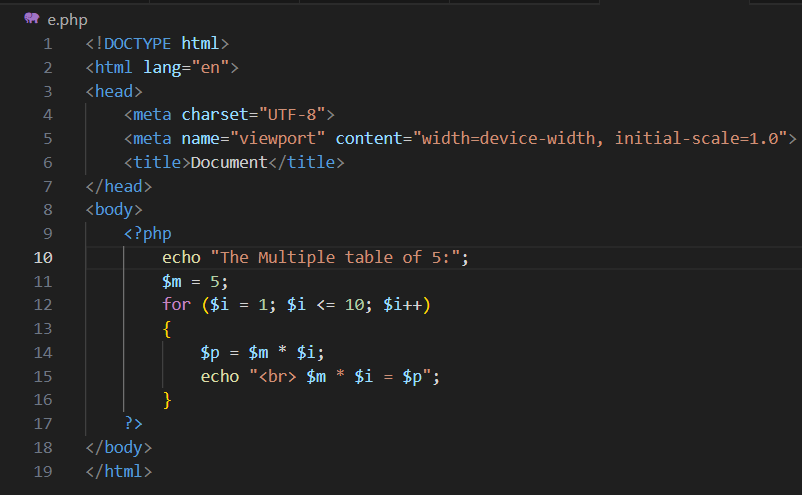 e.php
1 <!DOCTYPE html>
2 <html lang="en">
3 <head>
4     <meta charset="UTF-8">
5     <meta name="viewport" content="width=device-width, initial-scale=1.0">
6     <title>Document</title>
7 </head>
8 <body>
9     <?php
10         echo "The Multiple table of 5:";
11         $m = 5;
12         for ($i = 1; $i <= 10; $i++)
13         {
14             $p = $m * $i;
15             echo "<br> $m * $i = $p";
16         }
17     ?>
18 </body>
19 </html>